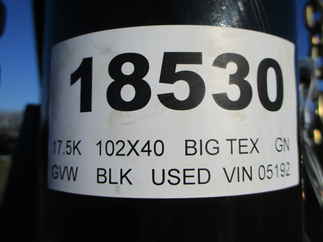 18530
17.5K 102X40 BIG TEX GN
GVW BLK USED VIN 05192